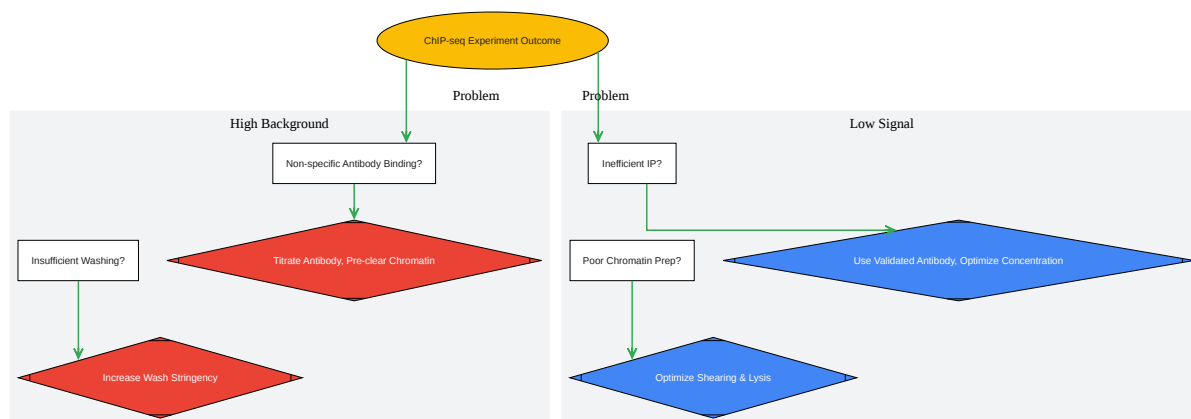 ChIP-seq Experiment Outcome
Problem
Problem
High Background
Low Signal
Non-specific Antibody Binding?
Inefficient IP?
Insufficient Washing?
Titrate Antibody, Pre-clear Chromatin
Poor Chromatin Prep?
Use Validated Antibody, Optimize Concentration
Increase Wash Stringency
Optimize Shearing & Lysis